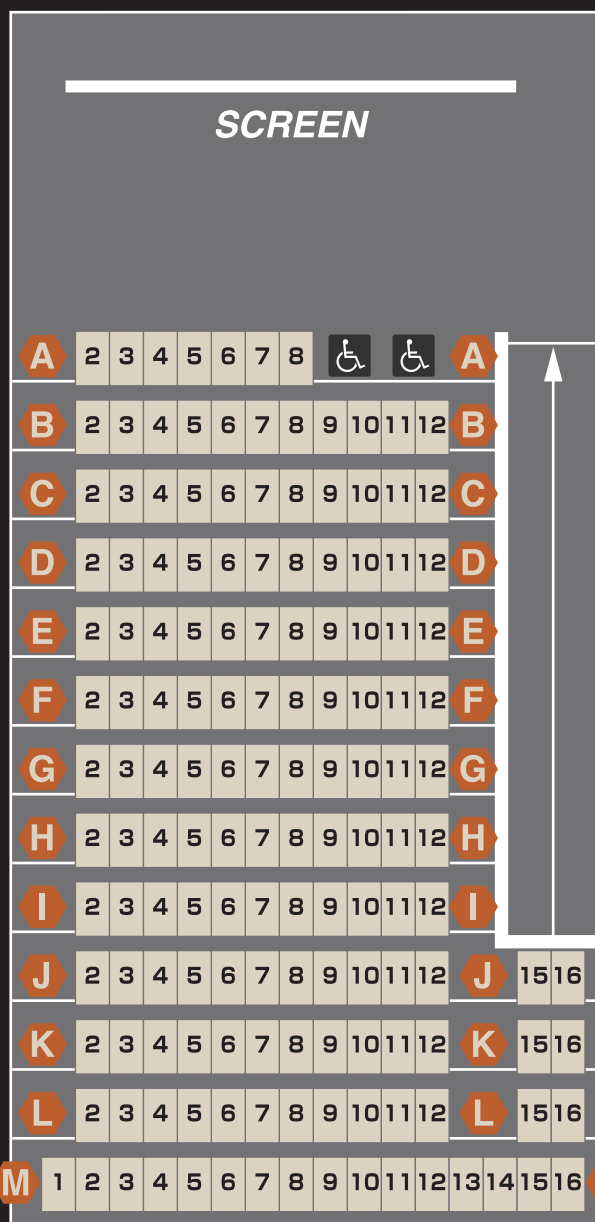 SCREEN
A 2 3 4 5 6 7 8 A
B 2 3 4 5 6 7 8 9 10 11 12 B
C 2 3 4 5 6 7 8 9 10 11 12 C
D 2 3 4 5 6 7 8 9 10 11 12 D
E 2 3 4 5 6 7 8 9 10 11 12 E
F 2 3 4 5 6 7 8 9 10 11 12 F
G 2 3 4 5 6 7 8 9 10 11 12 G
H 2 3 4 5 6 7 8 9 10 11 12 H
I 2 3 4 5 6 7 8 9 10 11 12 I
J 2 3 4 5 6 7 8 9 10 11 12 J 15 16
K 2 3 4 5 6 7 8 9 10 11 12 K 15 16
L 2 3 4 5 6 7 8 9 10 11 12 L 15 16
M 1 2 3 4 5 6 7 8 9 10 11 12 13 14 15 16